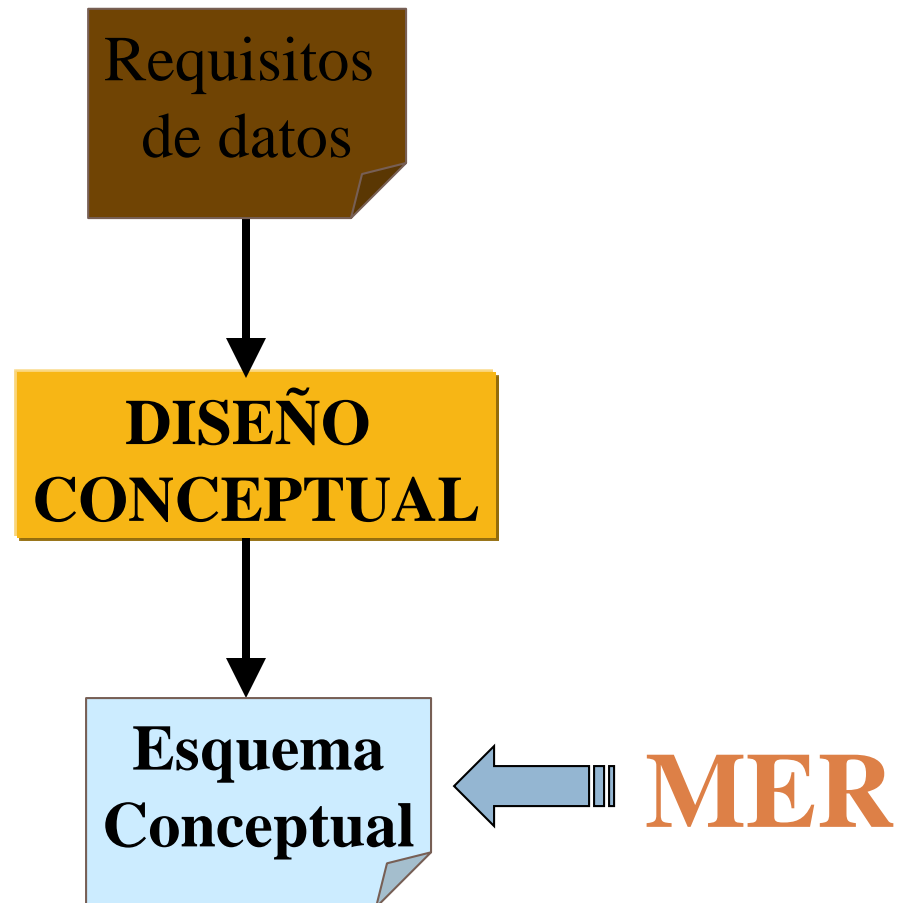 Requisitos
de datos
DISEÑO
CONCEPTUAL
Esquema
Conceptual
MER